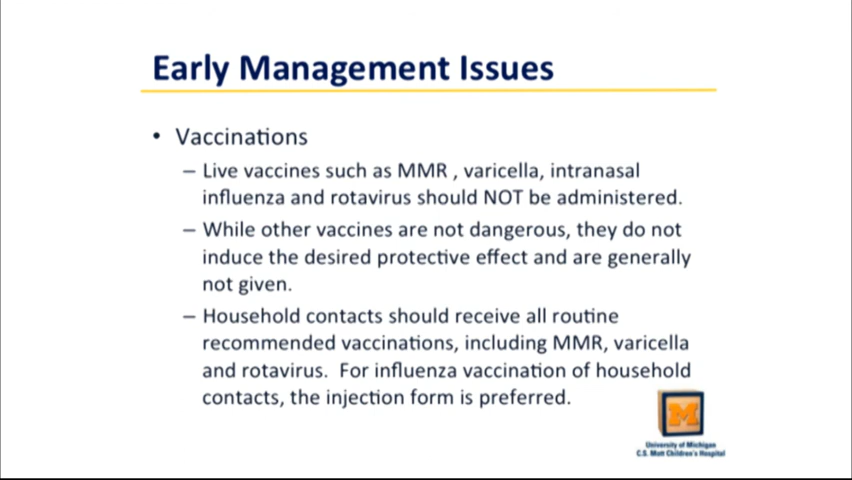 Early Management Issues
• Vaccinations
– Live vaccines such as MMR , varicella, intranasal
influenza and rotavirus should NOT be administered.
– While other vaccines are not dangerous, they do not
induce the desired protective effect and are generally
not given.
– Household contacts should receive all routine
recommended vaccinations, including MMR, varicella
and rotavirus. For influenza vaccination of household
contacts, the injection form is preferred.
M
University of Michigan
C.S. Mott Children's Hospital